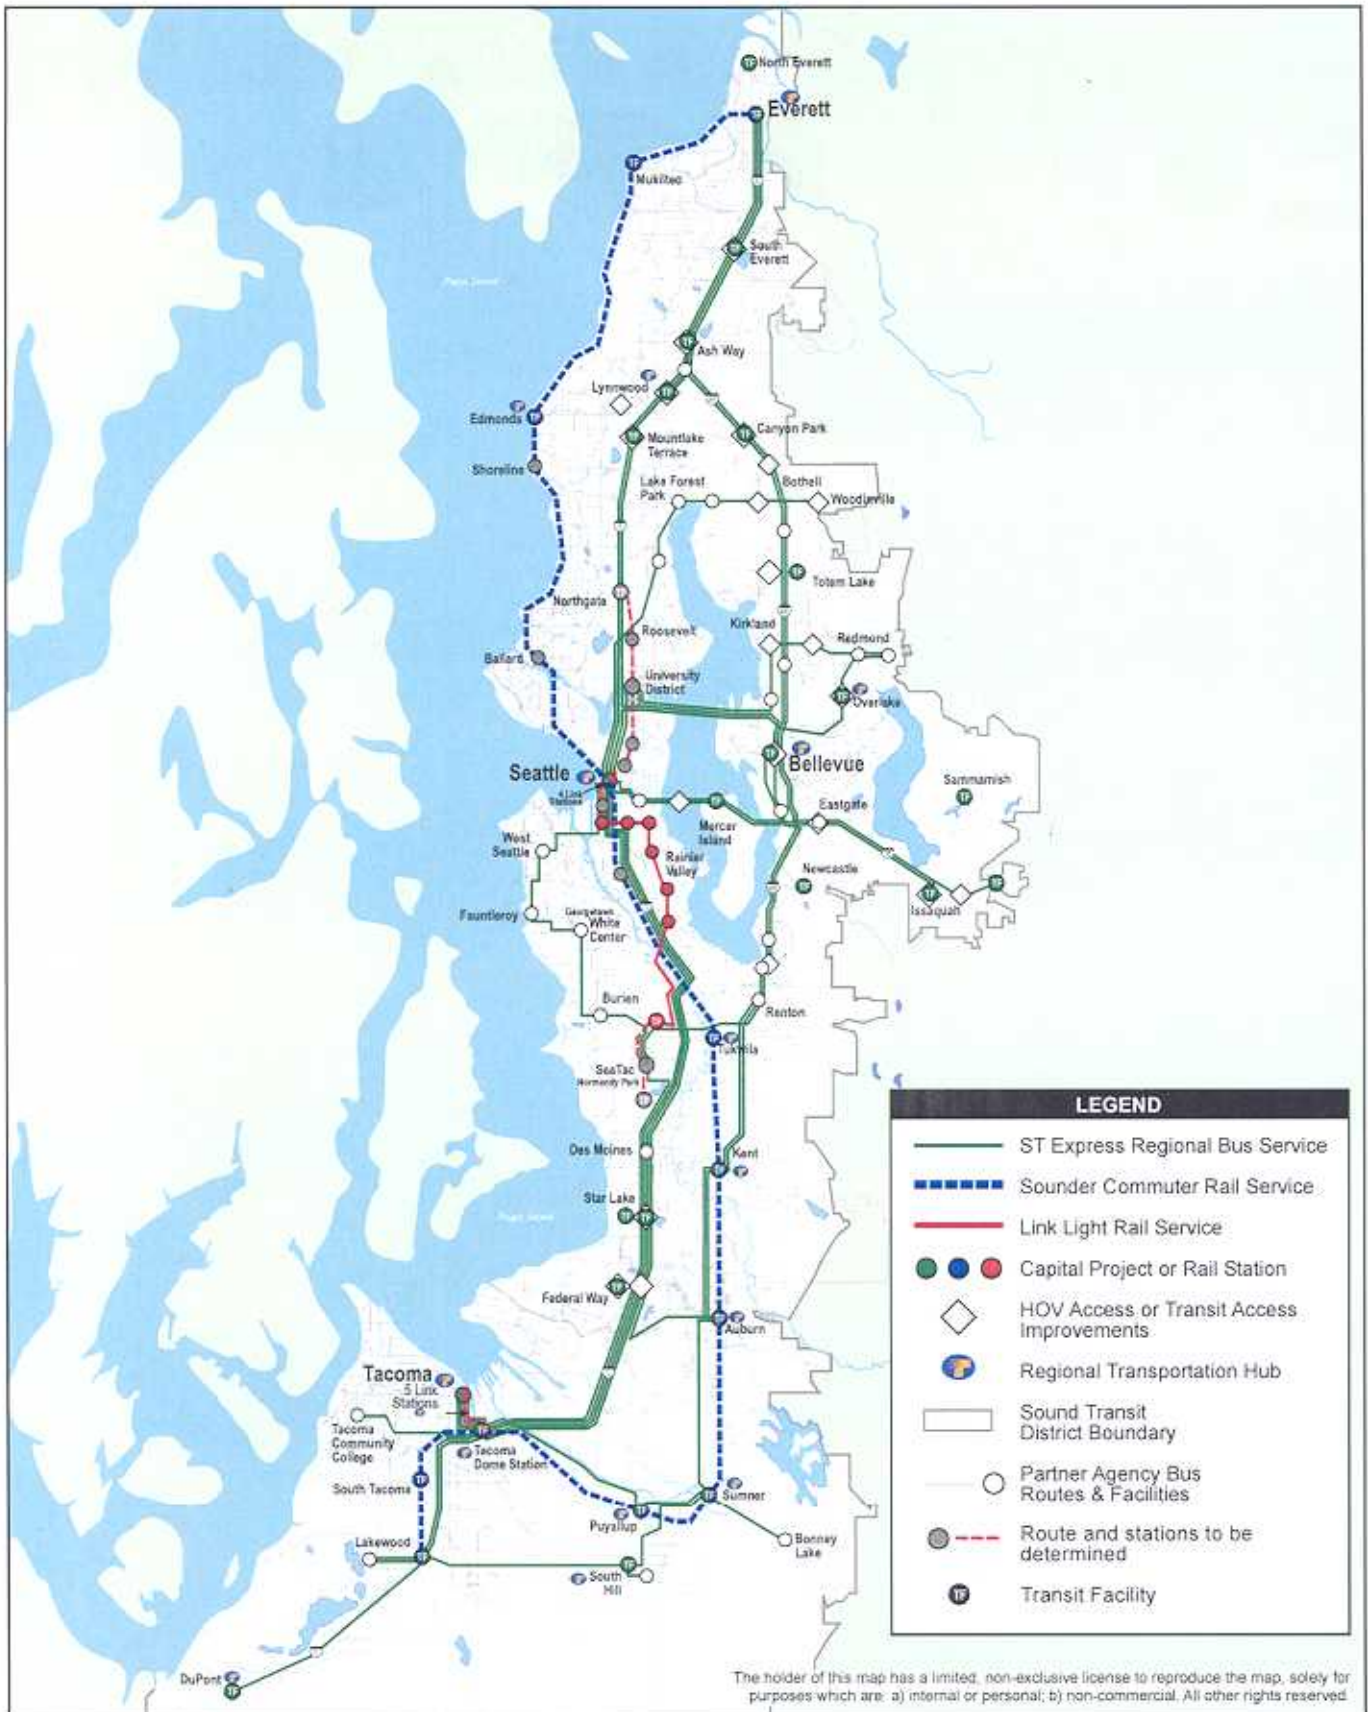 North Everett
Everett
Mukilteo
South
Everett
Ash Way
Lynnwood
Edmonds
Canyon Park
Mountlake
Terrace
Shoreline
Bothell
Lake Forest
Park
Woodinville
Totem Lake
Northgate
Kirkland
Roosevelt
Redmond
Ballard
University
District
Overlake
Bellevue
Seattle
Sammamish
4 Link
Stations
Eastgate
Mercer
Island
West
Seattle
Rainier
Valley
Newcastle
Issaquah
Fauntleroy
Georgetown
White
Center
Burien
Renton
Tukwila
SeaTac
Normandy Park
Des Moines
Kent
Star Lake
Federal Way
Auburn
Tacoma
5 Link
Stations
Tacoma
Community
College
Tacoma
Dome Station
South Tacoma
Sumner
Puyallup
Bonney
Lake
Lakewood
South
Hill
DuPont
LEGEND
ST Express Regional Bus Service
Sounder Commuter Rail Service
Link Light Rail Service
Capital Project or Rail Station
HOV Access or Transit Access
Improvements
Regional Transportation Hub
Sound Transit
District Boundary
Partner Agency Bus
Routes & Facilities
Route and stations to be
determined
TF
Transit Facility
The holder of this map has a limited, non-exclusive license to reproduce the map, solely for
purposes which are: a) internal or personal; b) non-commercial. All other rights reserved.